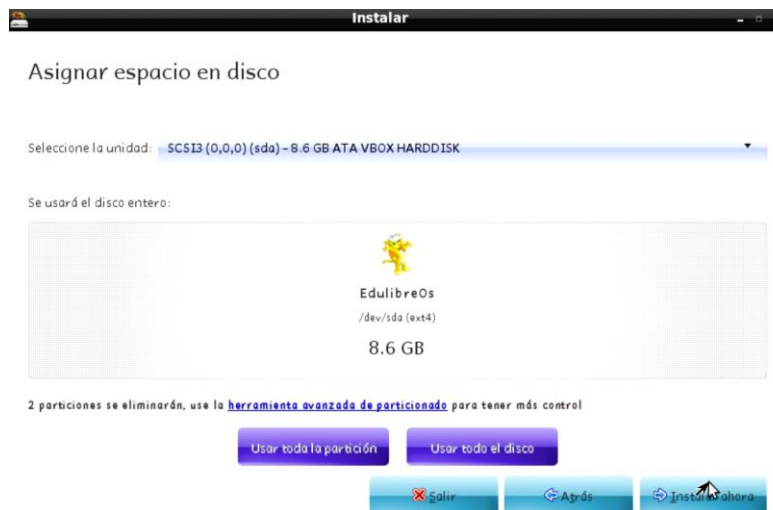 Instalar
Asignar espacio en disco
Seleccione la unidad: SCSI3 (0,0,0) (sda) - 8.6 GB ATA VBOX HARDDISK
Se usará el disco entero:
EdulibreOs
/dev/sda (ext4)
8.6 GB
2 particiones se eliminarán, use la herramienta avanzada de particionado para tener más control
Usar toda la partición Usar todo el disco
Salir Atrás Instalar ahora